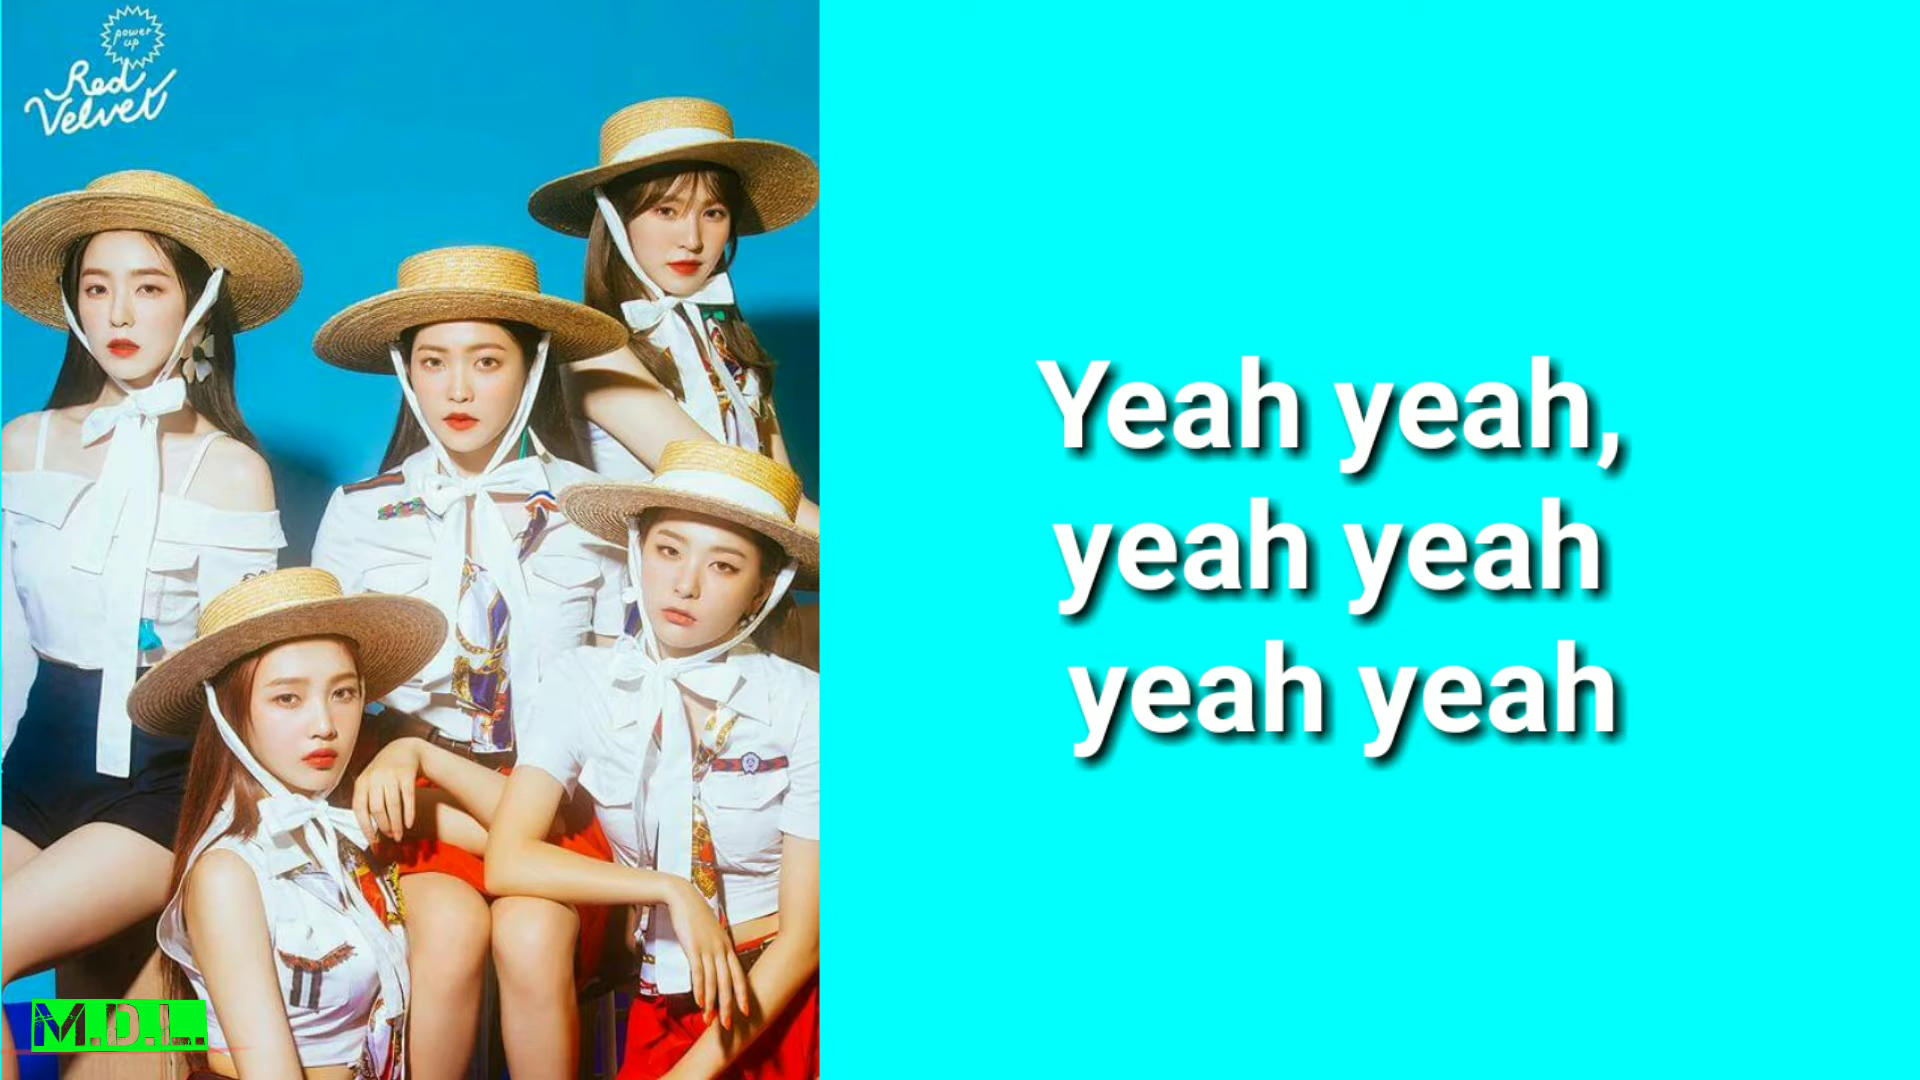 power
up
Red
Velvet
Yeah yeah,
yeah yeah
yeah yeah
M.D.L.